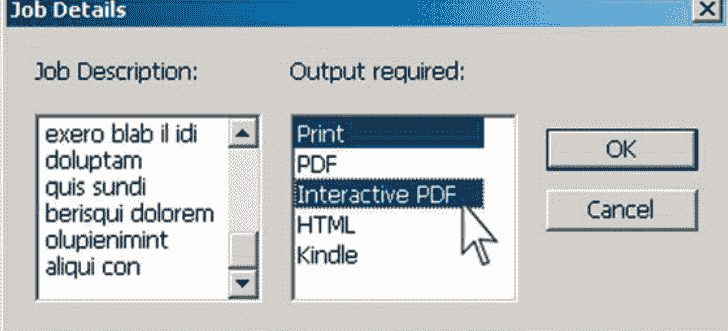 Job Details
Job Description:
Output required:
exero blab il idi
doluptam
quis sundi
berisqui dolorem
olupienimint
aliqui con
Print
PDF
Interactive PDF
HTML
Kindle
OK
Cancel